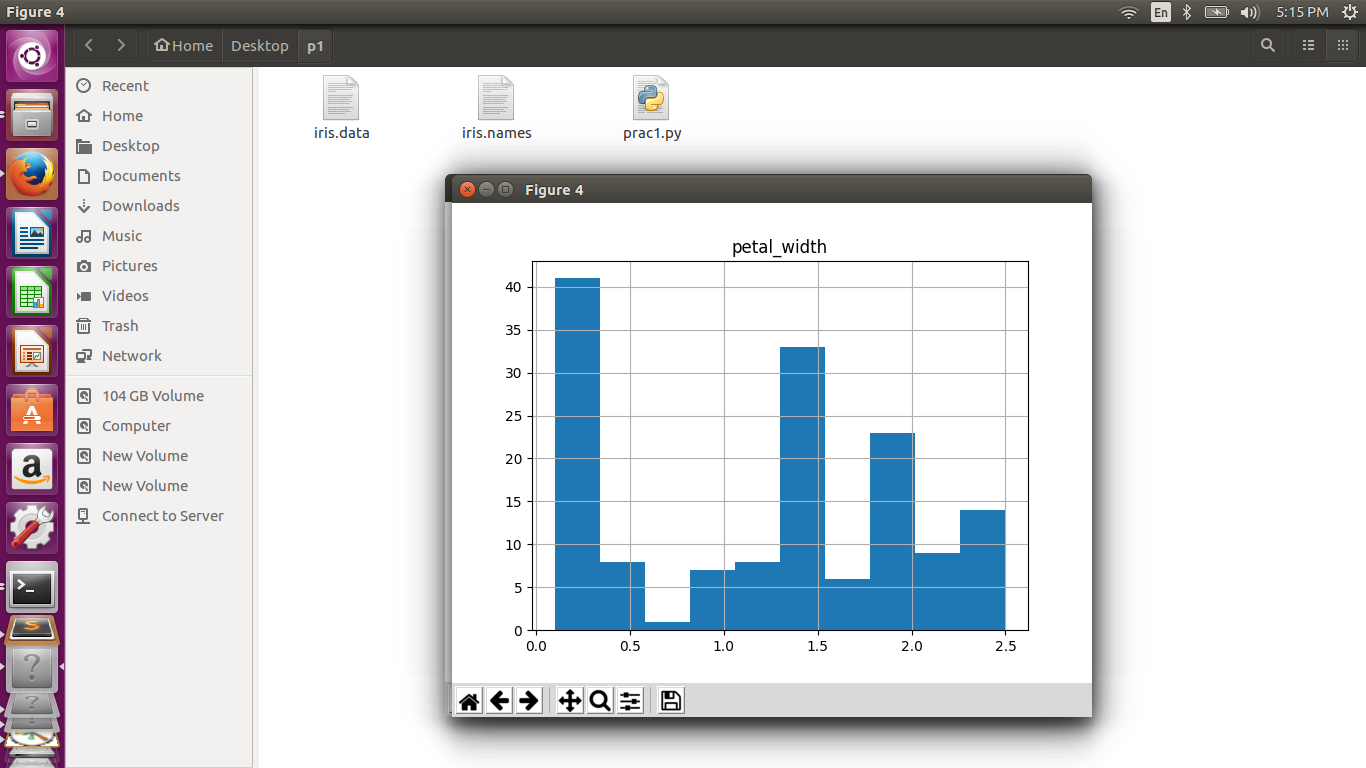 Figure 4
En
5:15 PM
Home
Desktop
p1
Recent
Home
Desktop
Documents
Downloads
Music
Pictures
Videos
Trash
Network
104 GB Volume
Computer
New Volume
New Volume
Connect to Server
iris.data
iris.names
prac1.py
Figure 4
petal_width
40
35
30
25
20
15
10
5
0
0.0
0.5
1.0
1.5
2.0
2.5